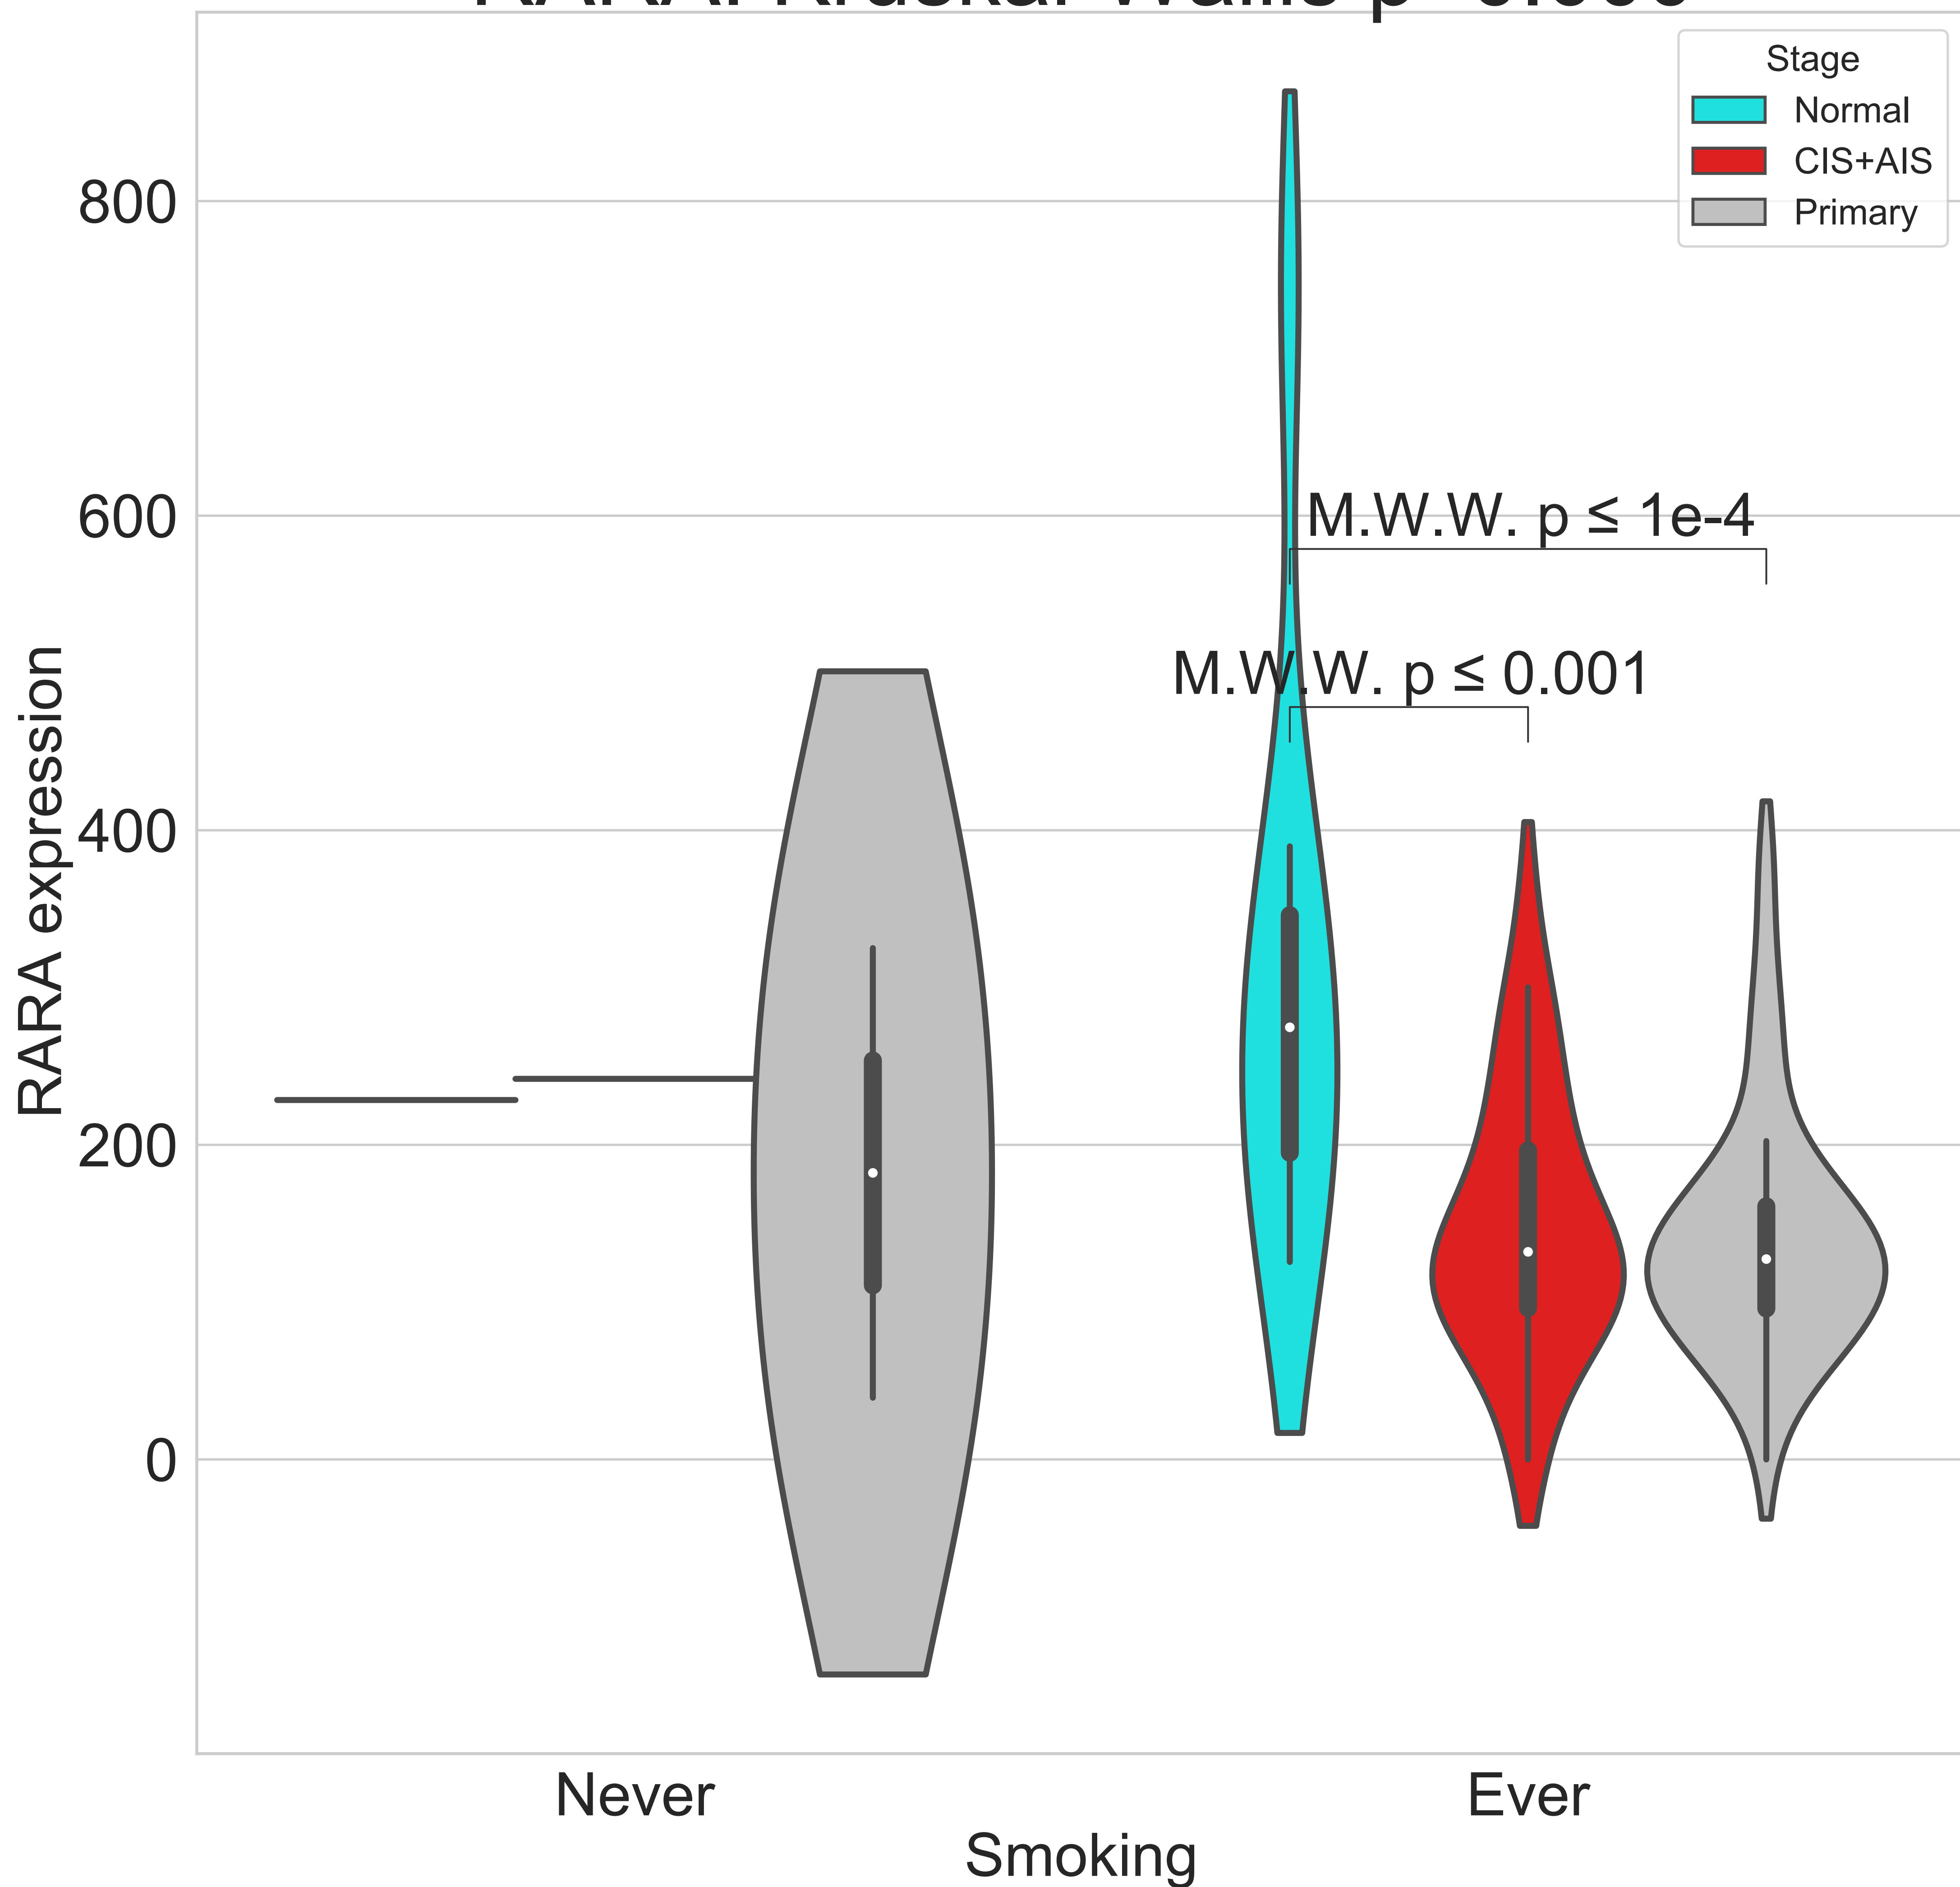 Stage
Normal
CIS+AIS
Primary
800
600
400
200
0
RARA expression
M.W.W. p ≤ 1e-4
M.W.W. p ≤ 0.001
Never
Ever
Smoking